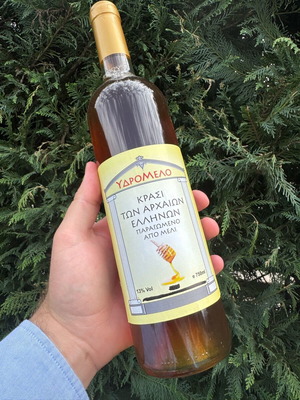 ΥΔΡΟΜΕΛΟ
ΚΡΑΣΙ
ΤΩΝ ΑΡΧΑΙΩΝ
ΕΛΛΗΝΩΝ
ΠΑΡΑΓΩΜΕΝΟ
ΑΠΟ ΜΕΛΙ
13% Vol
e 750ml